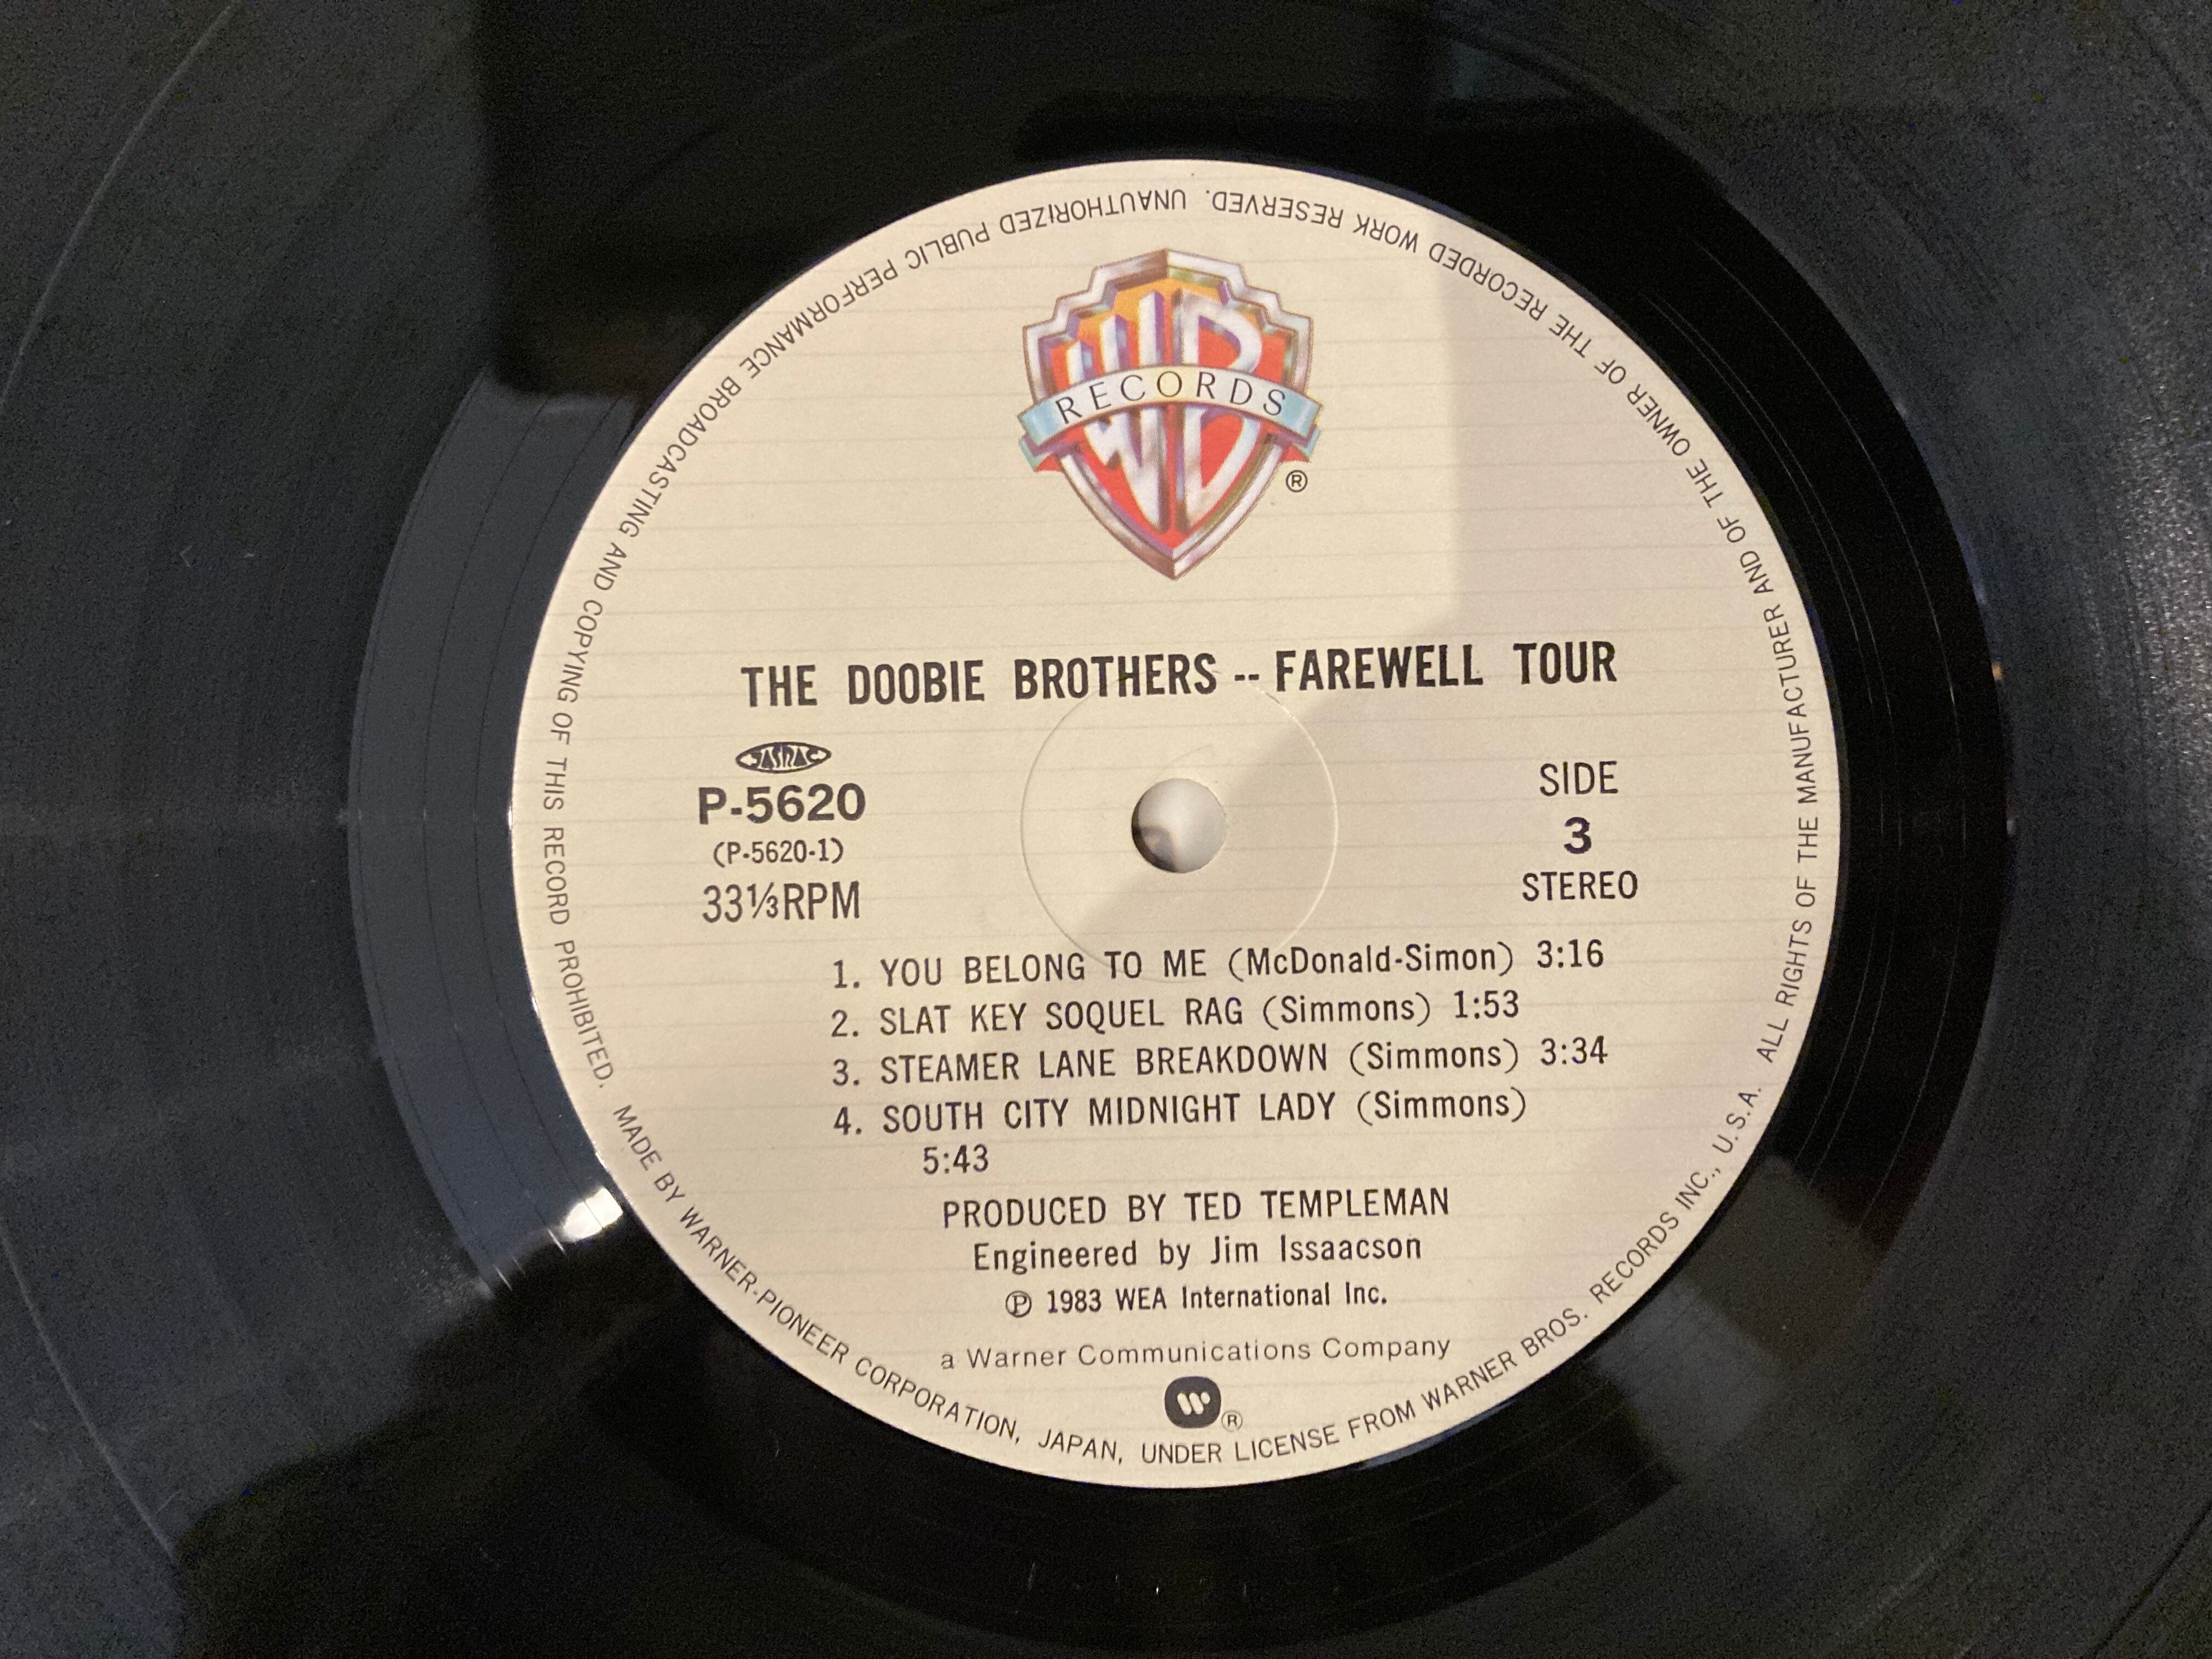 WB
RECORDS
®
THE DOOBIE BROTHERS -- FAREWELL TOUR
JASRAC
P-5620
(P-5620-1)
33⅓RPM
SIDE
3
STEREO
1. YOU BELONG TO ME (McDonald-Simon) 3:16
2. SLAT KEY SOQUEL RAG (Simmons) 1:53
3. STEAMER LANE BREAKDOWN (Simmons) 3:34
4. SOUTH CITY MIDNIGHT LADY (Simmons)
5:43
PRODUCED BY TED TEMPLEMAN
Engineered by Jim Issaacson
℗ 1983 WEA International Inc.
a Warner Communications Company
W ®
MADE BY WARNER-PIONEER CORPORATION, JAPAN, UNDER LICENSE FROM WARNER BROS. RECORDS INC., U.S.A. ALL RIGHTS OF THE MANUFACTURER AND OF THE OWNER OF THE RECORDED WORK RESERVED. UNAUTHORIZED PUBLIC PERFORMANCE BROADCASTING AND COPYING OF THIS RECORD PROHIBITED.